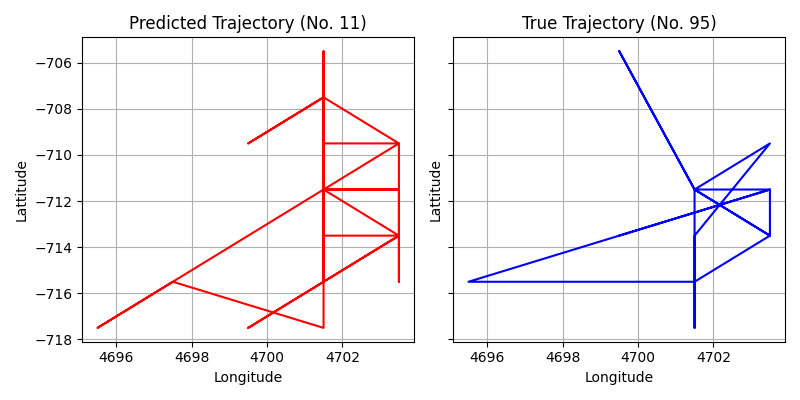 Predicted Trajectory (No. 11)
True Trajectory (No. 95)
−706
−708
−710
−712
−714
−716
−718
Lattitude
Lattitude
4696 4698 4700 4702
4696 4698 4700 4702
Longitude
Longitude